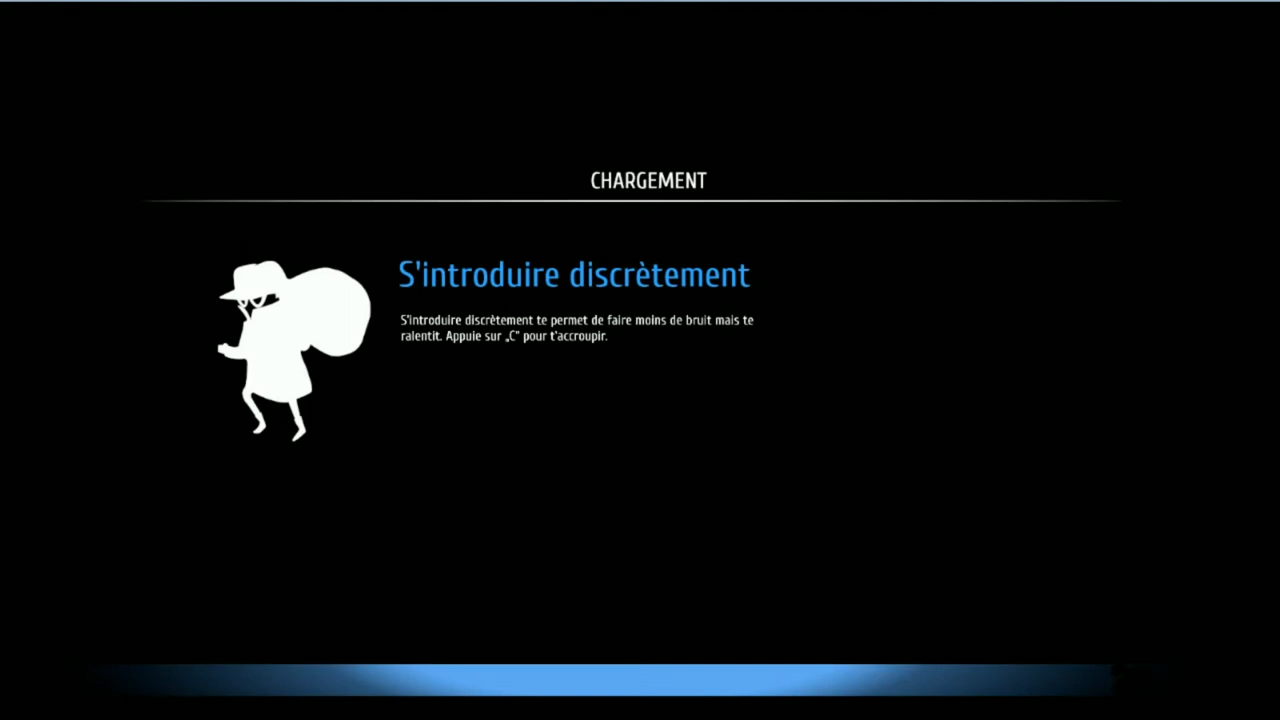 CHARGEMENT
S'introduire discrètement
S'introduire discrètement te permet de faire moins de bruit mais te
ralentit. Appuie sur „C" pour t'accroupir.